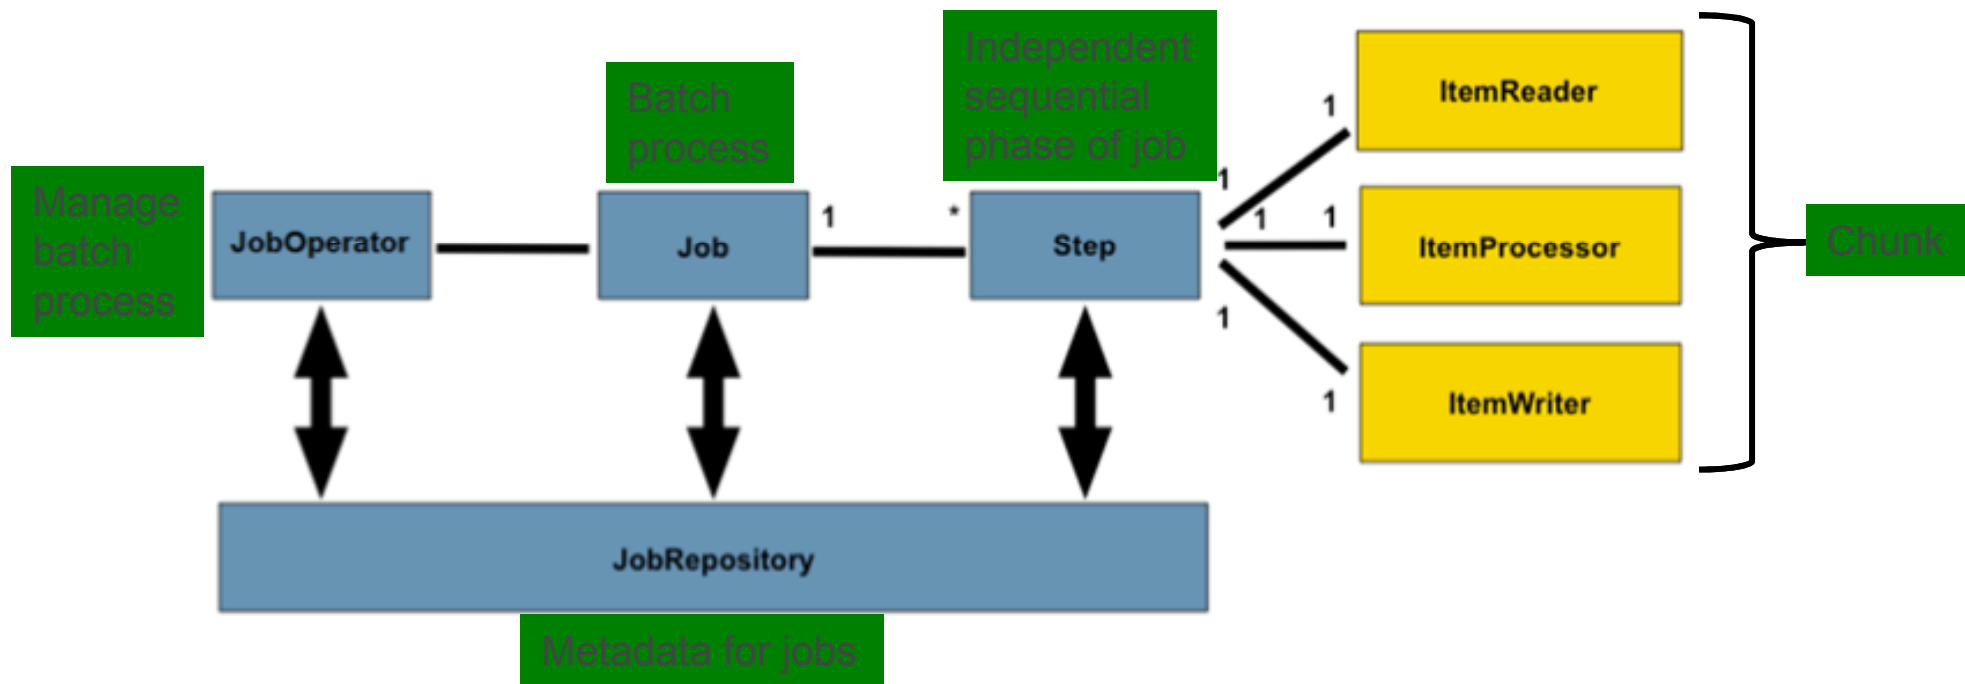 Independent
sequential
phase of job
Batch
process
Manage
batch
process
JobOperator
Job
1
*
Step
1
1
1
1
1
1
ItemReader
ItemProcessor
ItemWriter
Chunk
JobRepository
Metadata for jobs